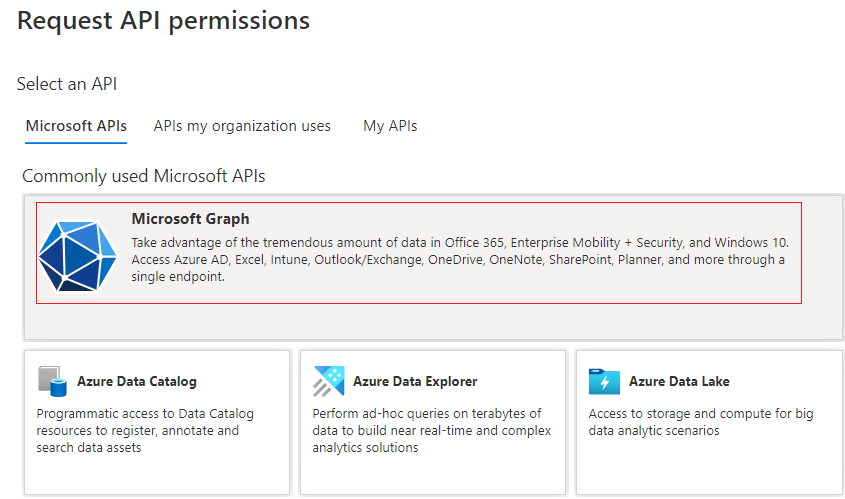 Request API permissions
Select an API
Microsoft APIs APIs my organization uses My APIs
Commonly used Microsoft APIs
Microsoft Graph
Take advantage of the tremendous amount of data in Office 365, Enterprise Mobility + Security, and Windows 10.
Access Azure AD, Excel, Intune, Outlook/Exchange, OneDrive, OneNote, SharePoint, Planner, and more through a
single endpoint.
Azure Data Catalog
Programmatic access to Data Catalog
resources to register, annotate and
search data assets
Azure Data Explorer
Perform ad-hoc queries on terabytes of
data to build near real-time and complex
analytics solutions
Azure Data Lake
Access to storage and compute for big
data analytic scenarios